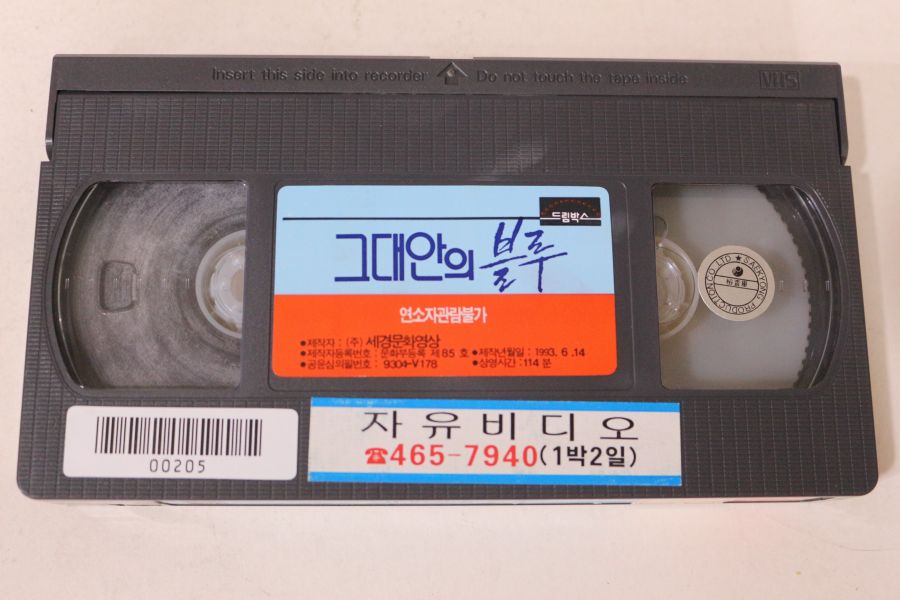 Insert this side into recorder Do not touch the tape inside VHS
드림박스
그대안의 블루
연소자관람불가
●제작자 : (주) 세경문화영상
●제작자등록번호 : 문화부등록 제 85 호 ●제작년월일 : 1993. 6. 14
●공윤심의필번호 : 9304-V178 ●상영시간 : 114 분
SAEKYONG PRODUCTION CO LTD ★
00205
자유비디오
☎465-7940(1박2일)